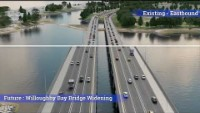 Existing - Eastbound
Future - Willoughby Bay Bridge Widening